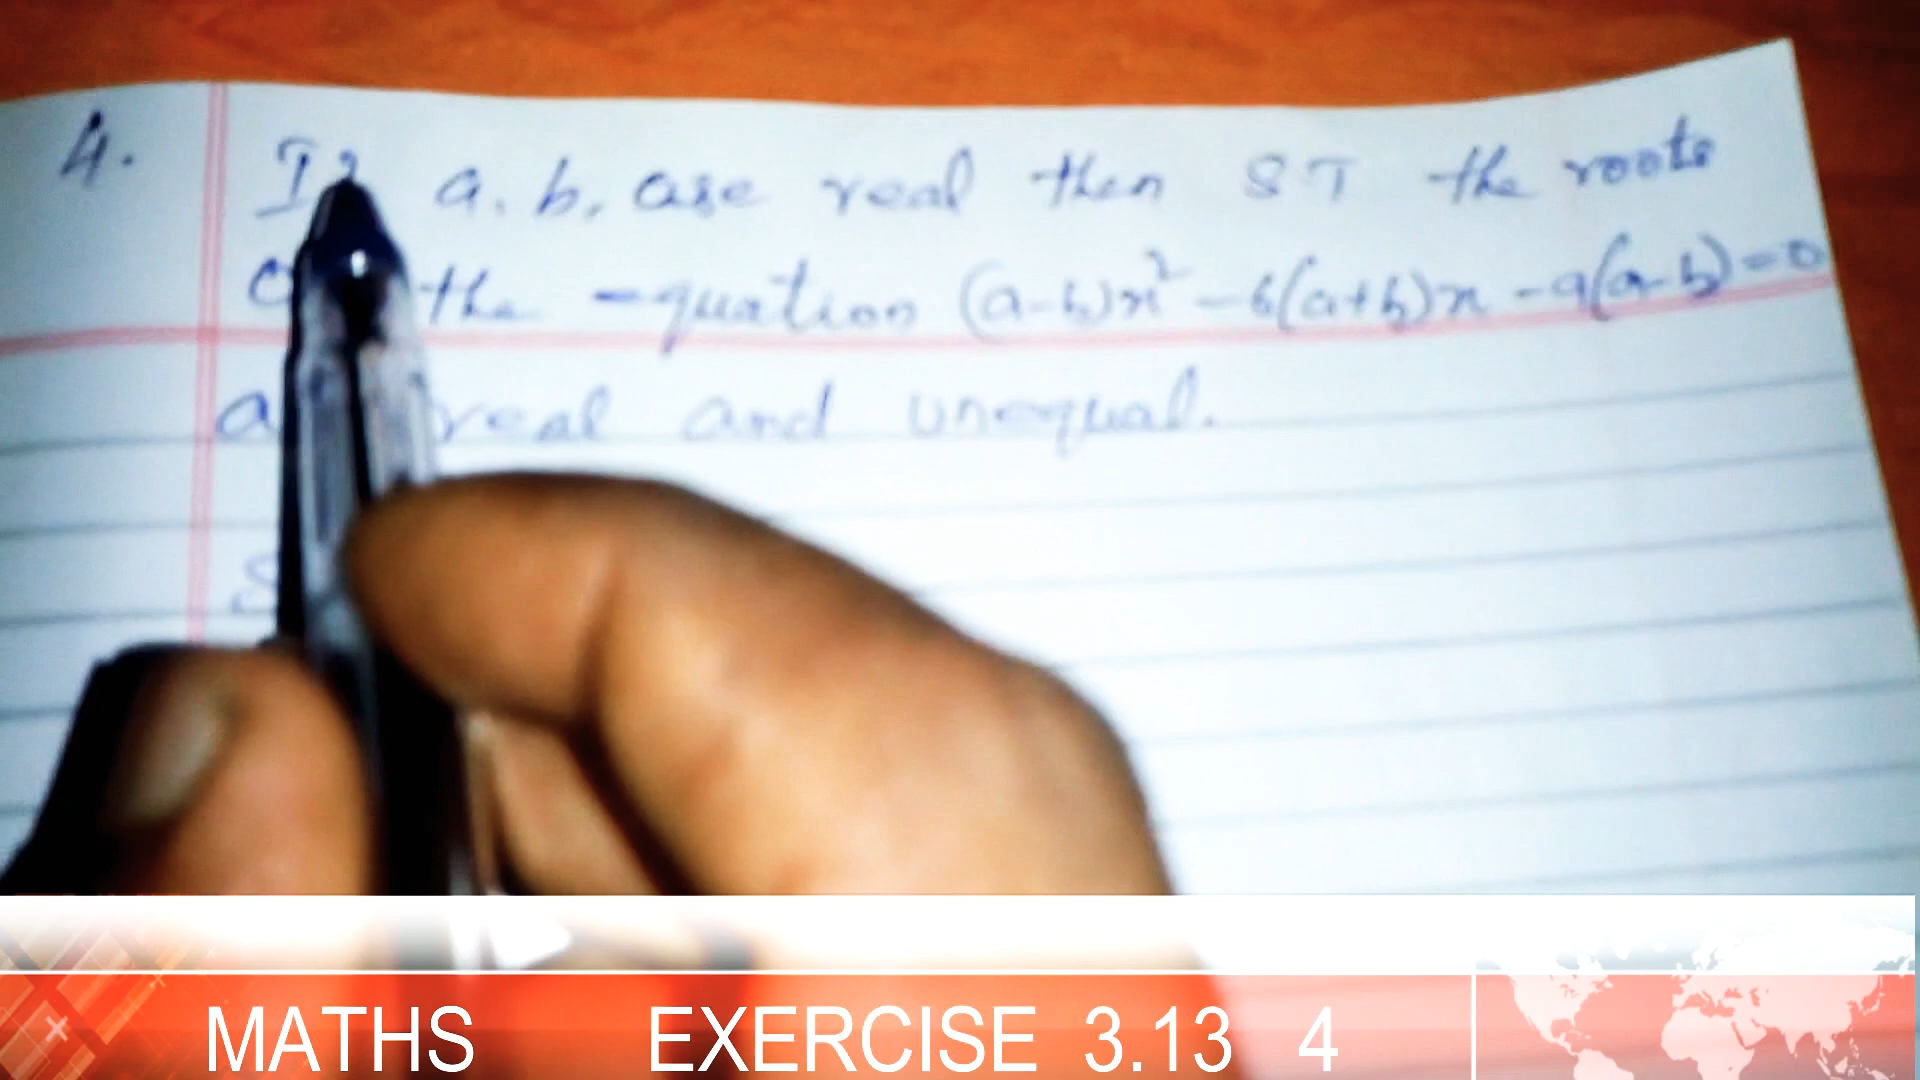 4. I a, b, are real then S T the roots
the equation (a-b)x² - 6(a+b)x - 9(a-b)=0
real and unequal.
MATHS EXERCISE 3.13 4